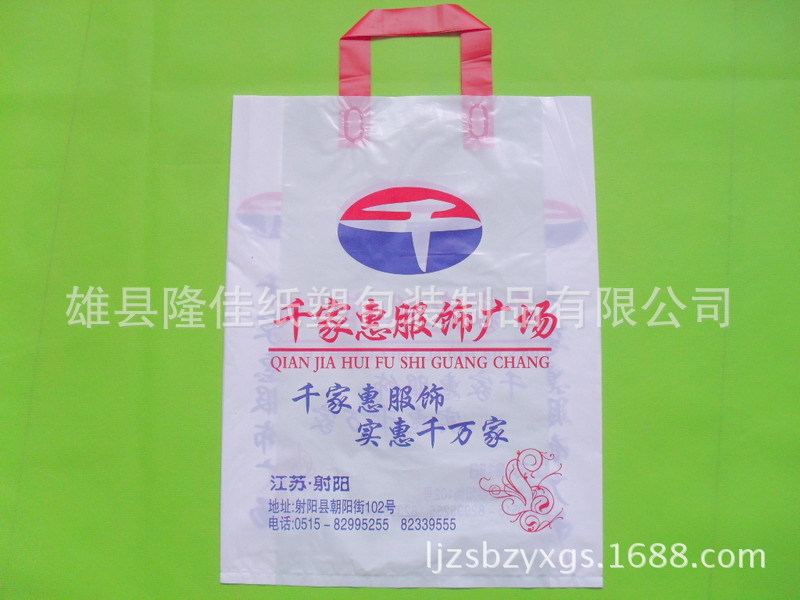 千
雄县隆佳纸塑包装制品有限公司
千家惠服饰广场
QIAN JIA HUI FU SHI GUANG CHANG
千家惠服饰
实惠千万家
江苏·射阳
地址:射阳县朝阳街102号
电话:0515-82995255 82339555
ljzsbzyxgs.1688.com